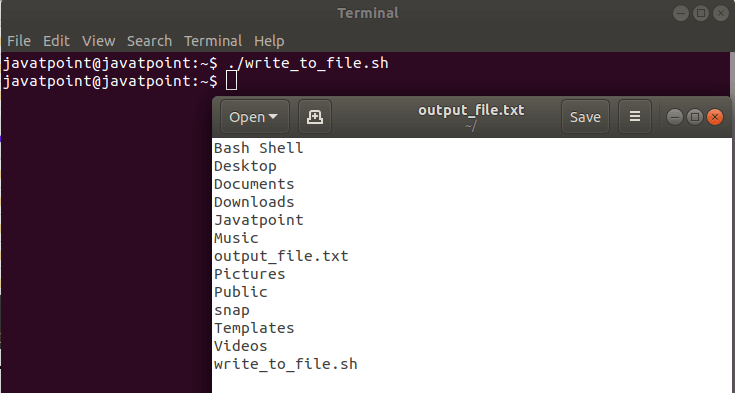 Terminal
File Edit View Search Terminal Help
javatpoint@javatpoint:~$ ./write_to_file.sh
javatpoint@javatpoint:~$
Open
output_file.txt
~/
Save
Bash Shell
Desktop
Documents
Downloads
Javatpoint
Music
output_file.txt
Pictures
Public
snap
Templates
Videos
write_to_file.sh